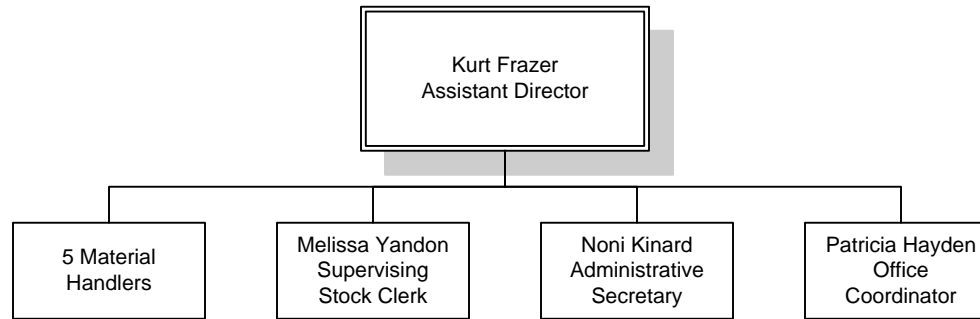 Kurt Frazer
Assistant Director
5 Material
Handlers
Melissa Yandon
Supervising
Stock Clerk
Noni Kinard
Administrative
Secretary
Patricia Hayden
Office
Coordinator